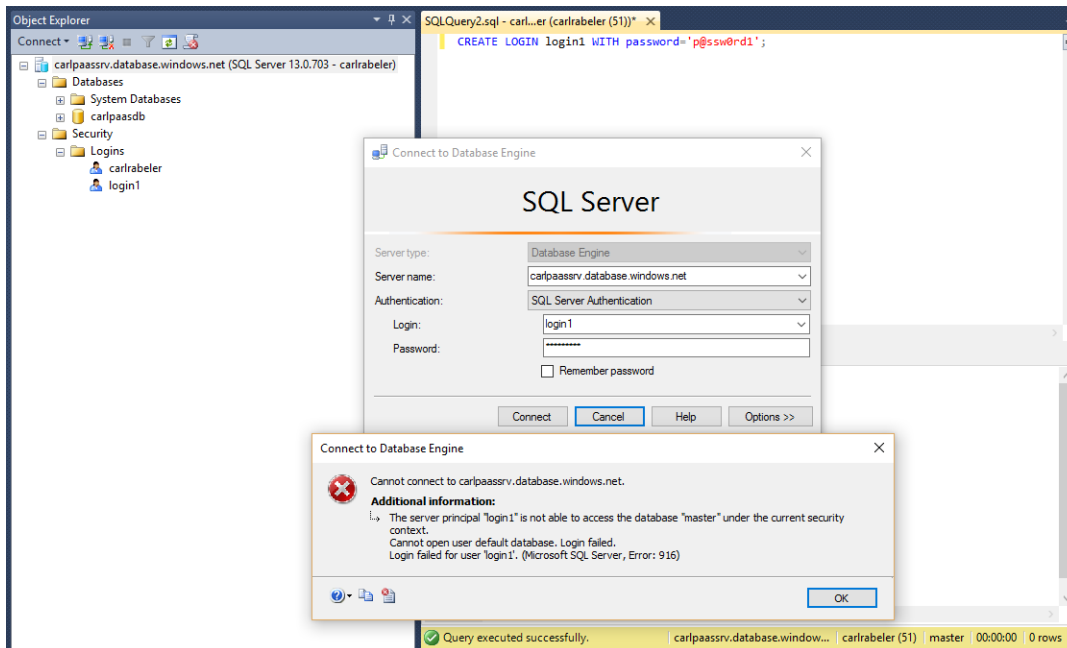 Object Explorer
Connect
carlpaassrv.database.windows.net (SQL Server 13.0.703 - carlrabeler)
Databases
System Databases
carlpaasdb
Security
Logins
carlrabeler
login1
SQLQuery2.sql - carl...er (carlrabeler (51))*
CREATE LOGIN login1 WITH password='p@ssw0rd1';
Connect to Database Engine
SQL Server
Server type:
Database Engine
Server name:
carlpaassrv.database.windows.net
Authentication:
SQL Server Authentication
Login:
login1
Password:
*********
Remember password
Connect
Cancel
Help
Options >>
Connect to Database Engine
Cannot connect to carlpaassrv.database.windows.net.
Additional information:
The server principal "login1" is not able to access the database "master" under the current security
context.
Cannot open user default database. Login failed.
Login failed for user 'login1'. (Microsoft SQL Server, Error: 916)
OK
Query executed successfully.
carlpaassrv.database.window...
carlrabeler (51)
master
00:00:00
0 rows